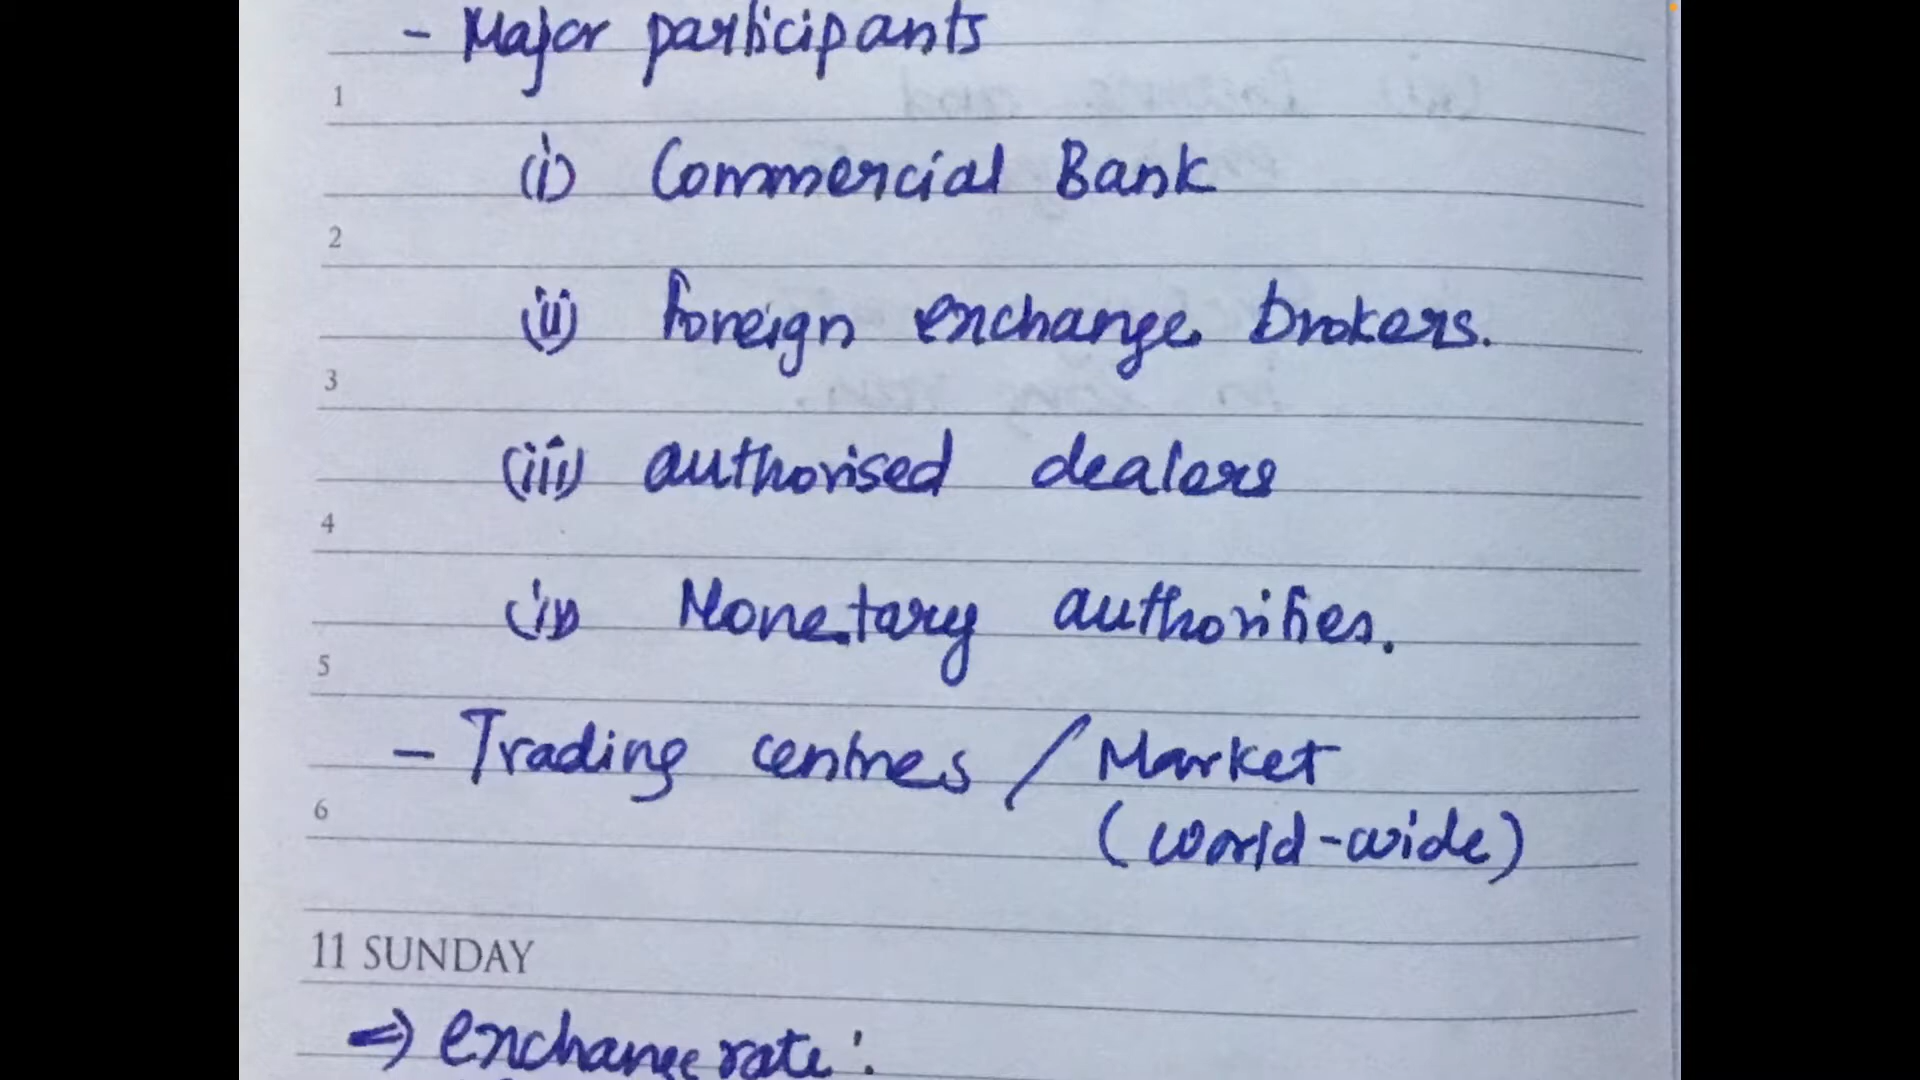 - Major participants
1
(i) Commercial Bank
2
(ii) foreign exchange brokers.
3
(iii) authorised dealers
4
(iv) Monetary authorities.
5
- Trading centres / Market
6
(world-wide)
11 SUNDAY
⇒ exchange rate: